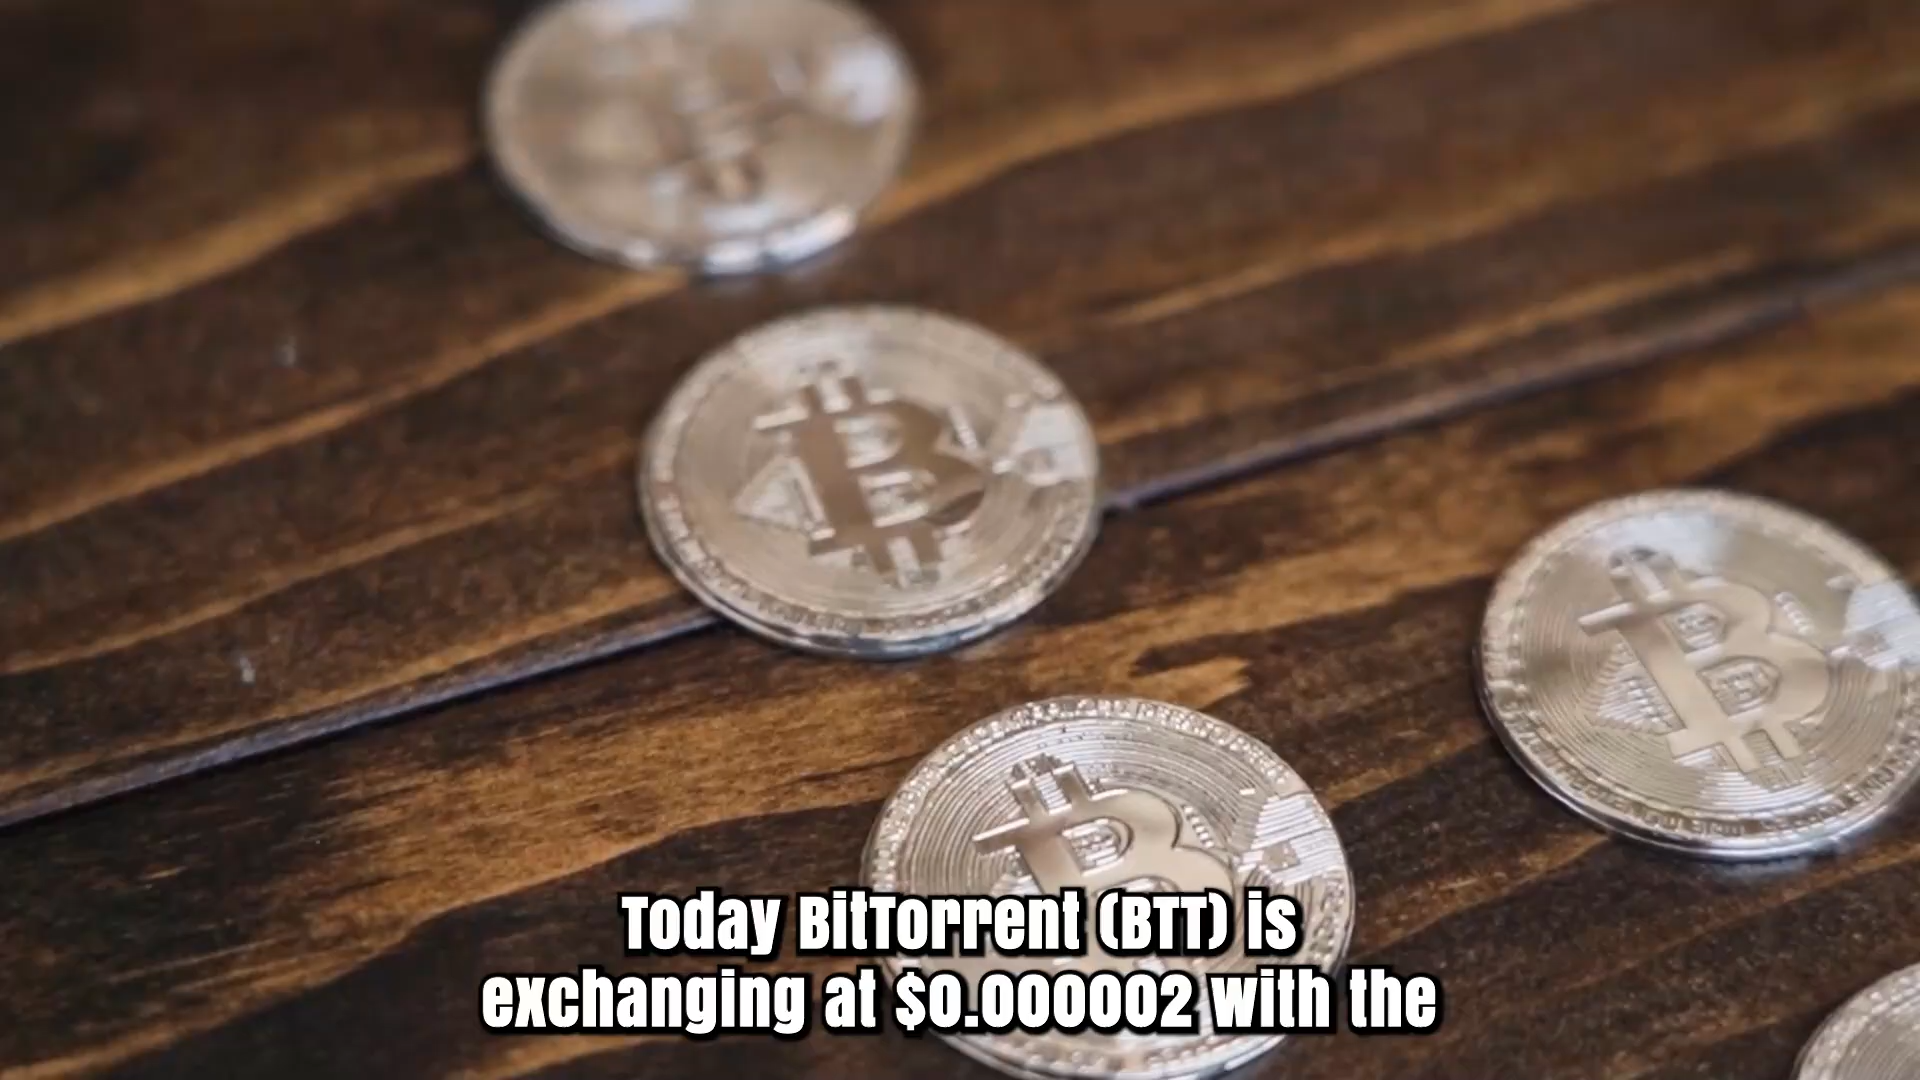 Today BitTorrent (BTT) is
exchanging at $0.000002 with the